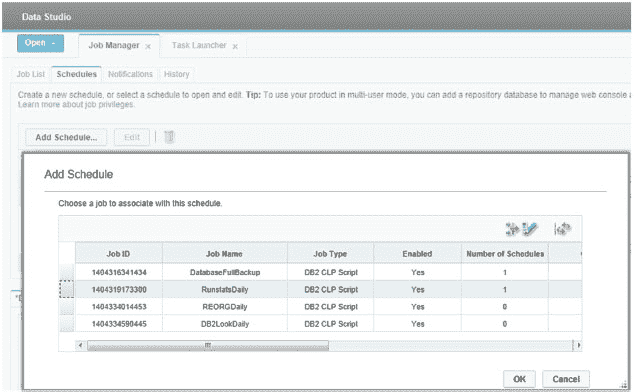 Data Studio
Open
Job Manager
Task Launcher
Job List Schedules Notifications History
Create a new schedule, or select a schedule to open and edit. Tip: To use your product in multi-user mode, you can add a repository database to manage web console a
Learn more about job privileges.
Add Schedule... Edit
Add Schedule
Choose a job to associate with this schedule.
Job ID Job Name Job Type Enabled Number of Schedules
1404316341434 DatabaseFullBackup DB2 CLP Script Yes 1
1404319173300 RunstatsDaily DB2 CLP Script Yes 1
1404334014453 REORGDaily DB2 CLP Script Yes 0
1404334590445 DB2LookDaily DB2 CLP Script Yes 0
OK Cancel